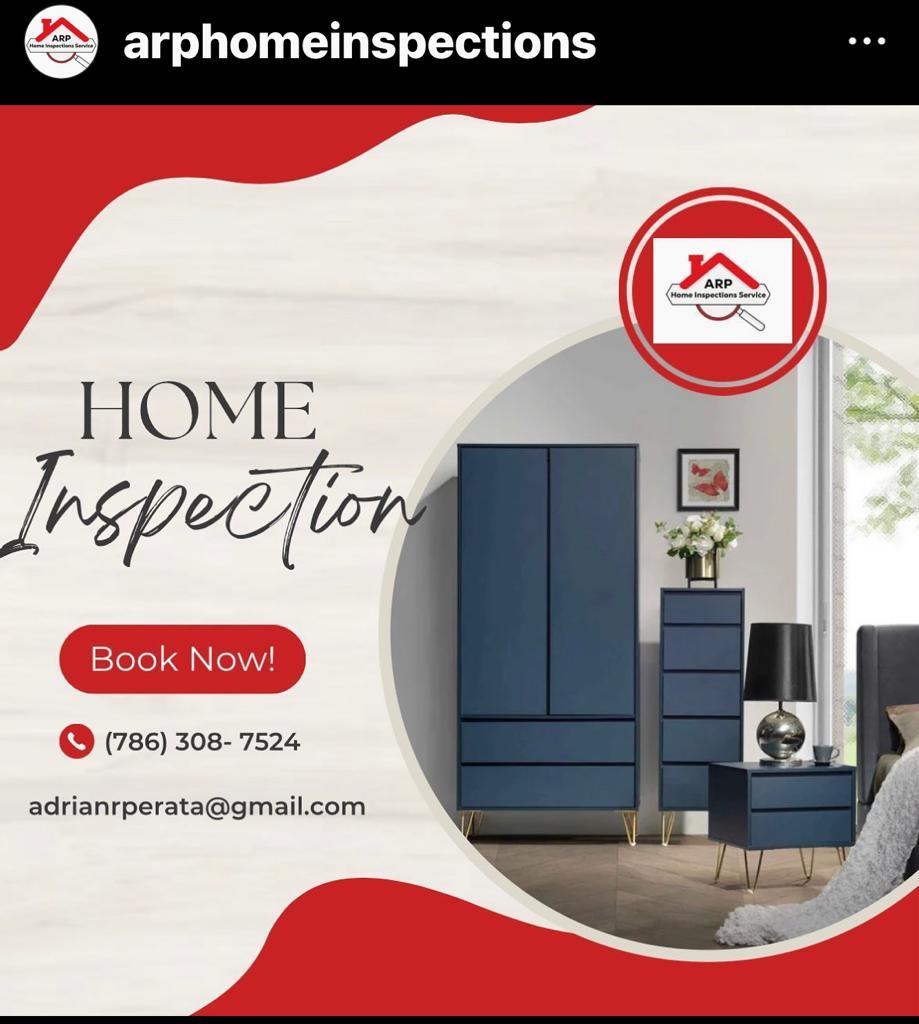 ARP
Home Inspections Service
arphomeinspections
ARP
Home Inspections Service
HOME
Inspection
Book Now!
(786) 308- 7524
adrianrperata@gmail.com